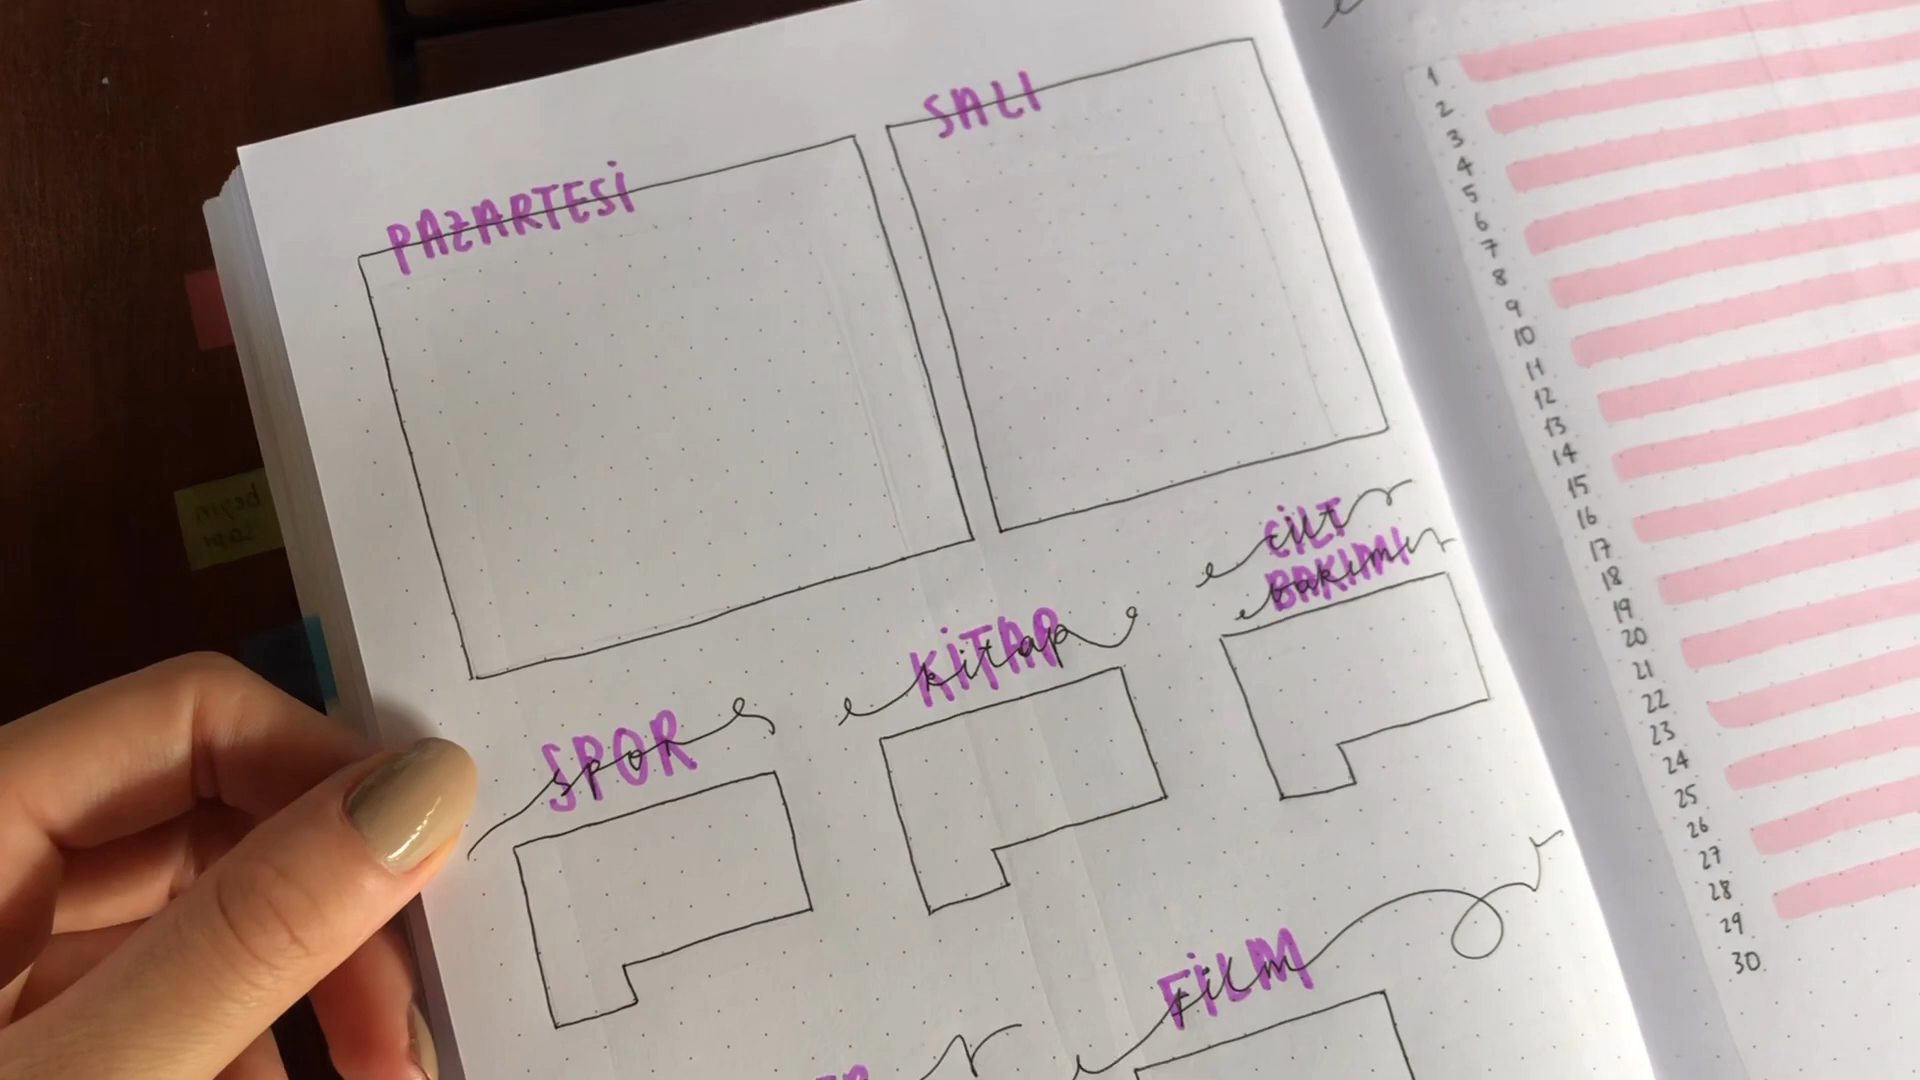 PAZARTESİ
SALI
CİLT
cilt
BAKIMI
bakımı
KİTAP
kitap
SPOR
spor
FİLM
film
1
2
3
4
5
6
7
8
9
10
11
12
13
14
15
16
17
18
19
20
21
22
23
24
25
26
27
28
29
30